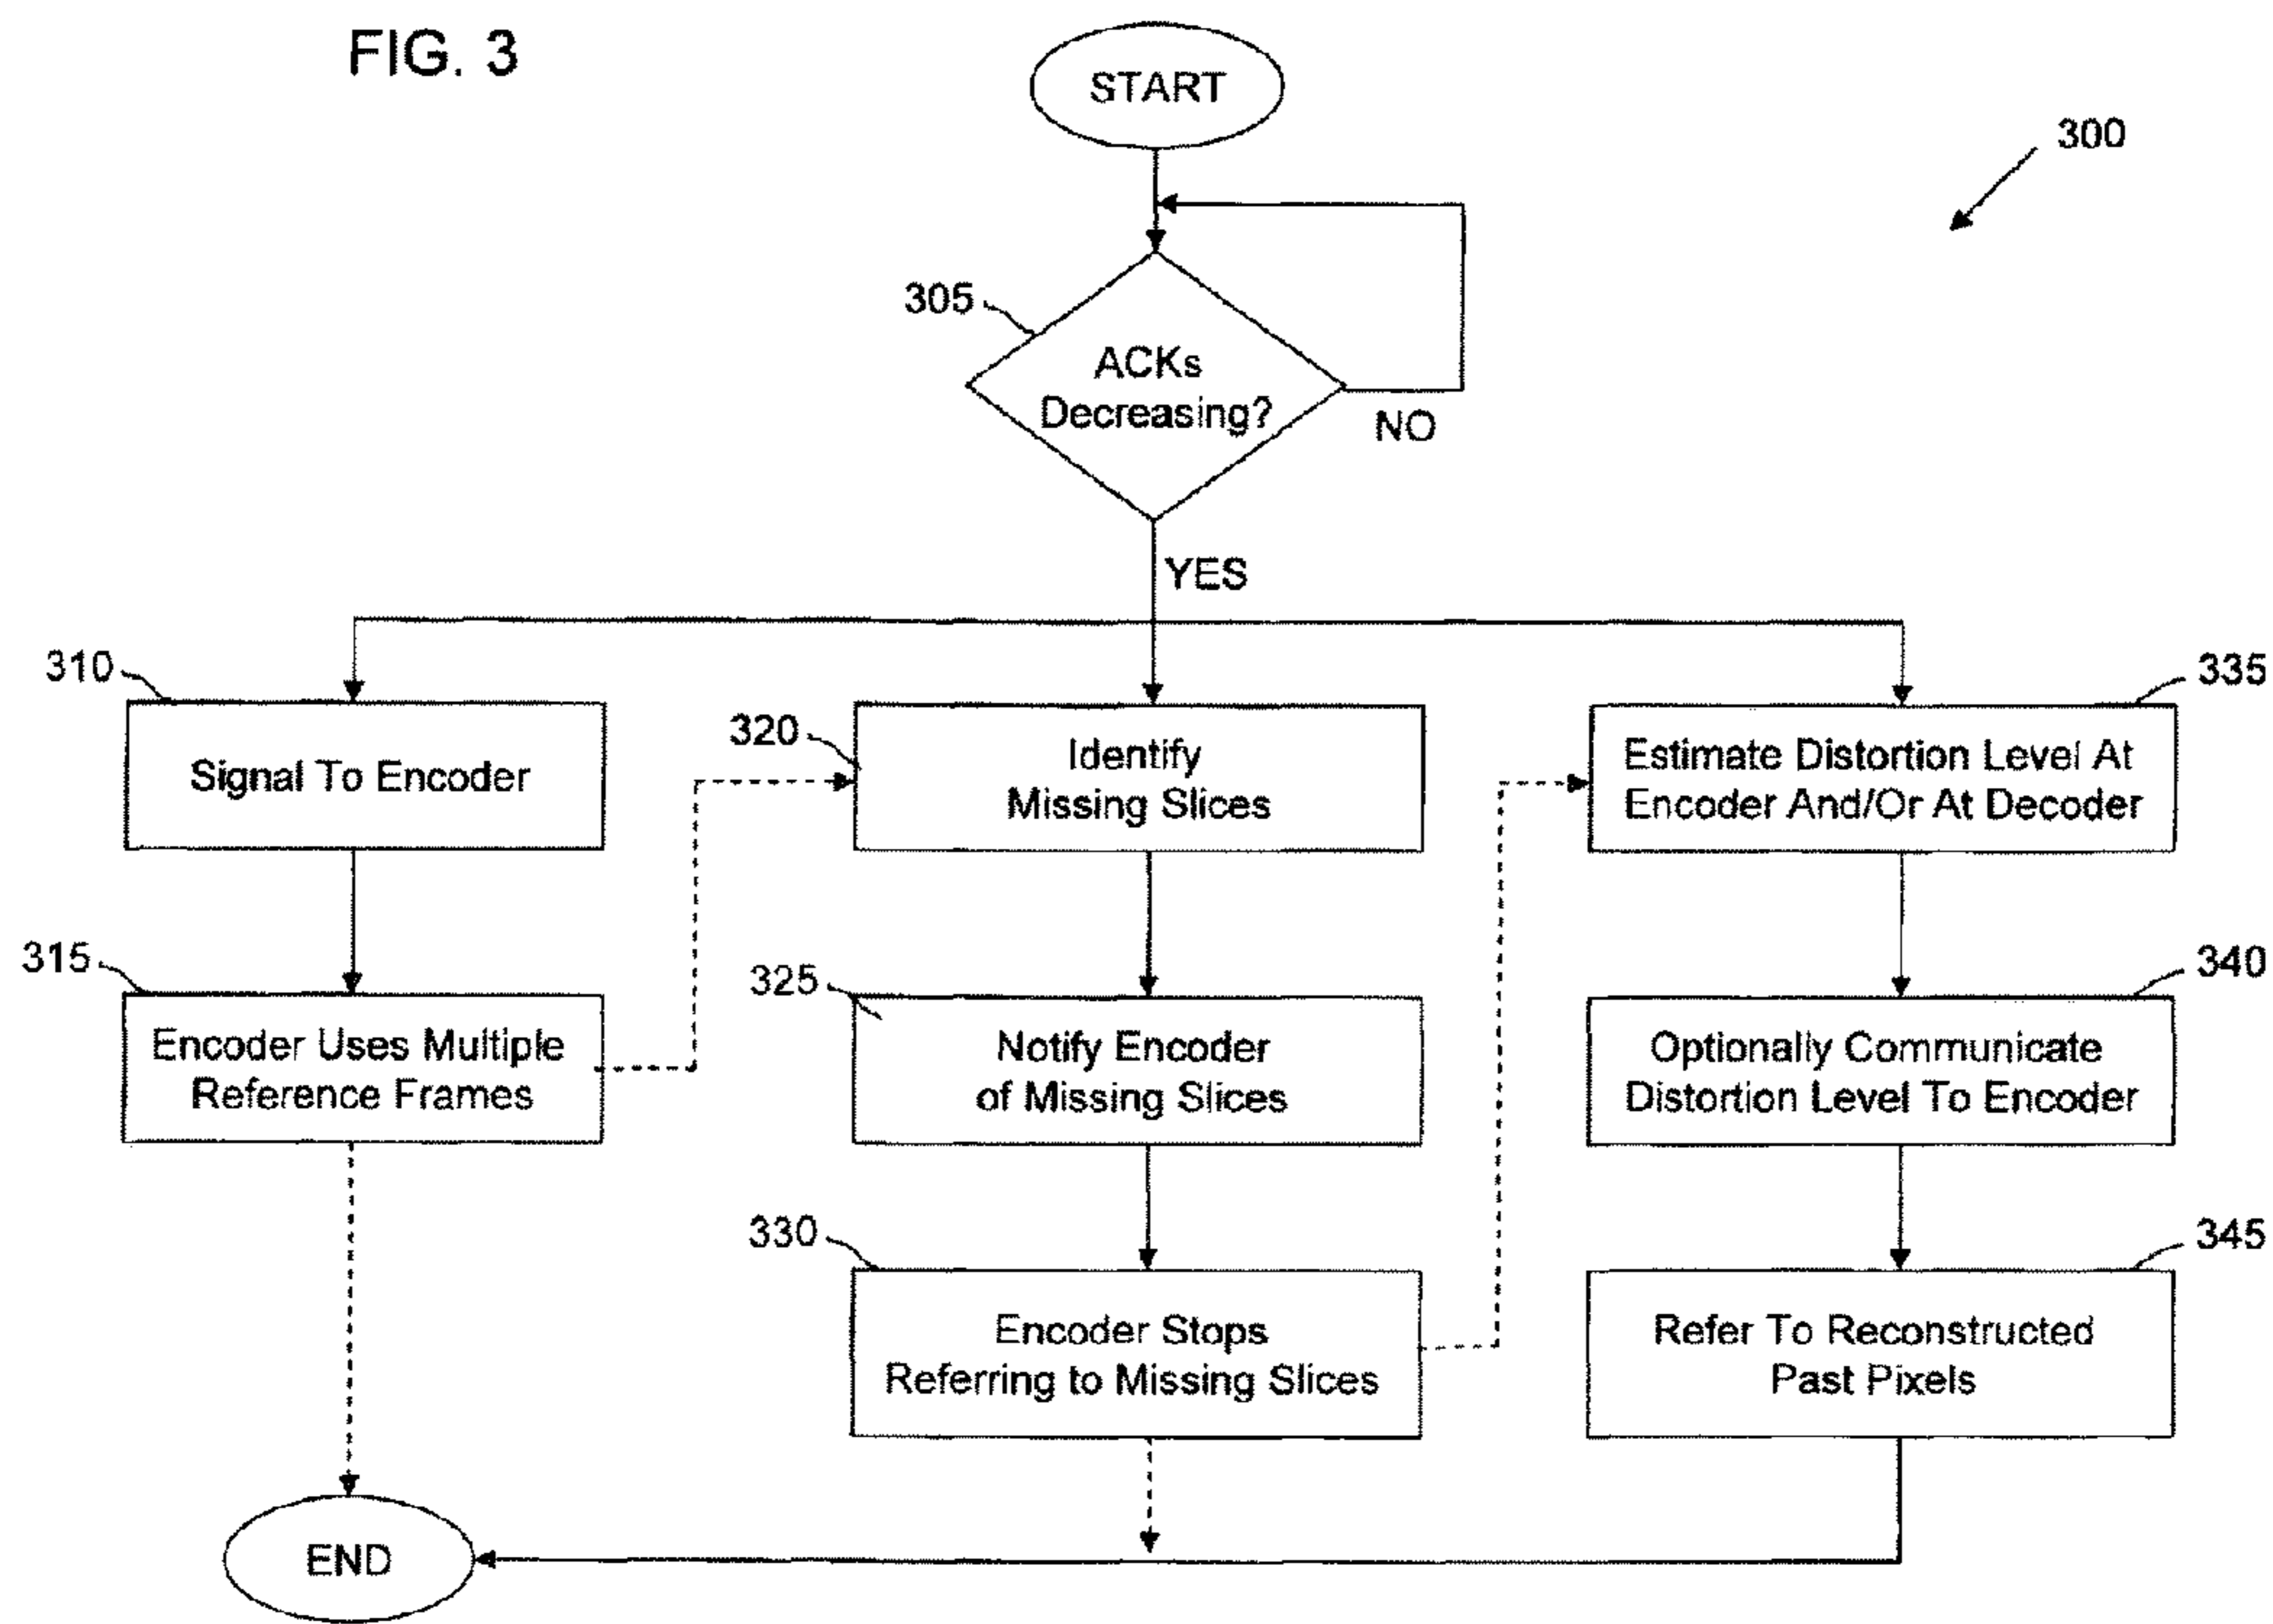 FIG. 3
START
300
305
ACKs
Decreasing?
NO
YES
310
Signal To Encoder
320
Identify
Missing Slices
335
Estimate Distortion Level At
Encoder And/Or At Decoder
315
Encoder Uses Multiple
Reference Frames
325
Notify Encoder
of Missing Slices
340
Optionally Communicate
Distortion Level To Encoder
330
Encoder Stops
Referring to Missing Slices
345
Refer To Reconstructed
Past Pixels
END